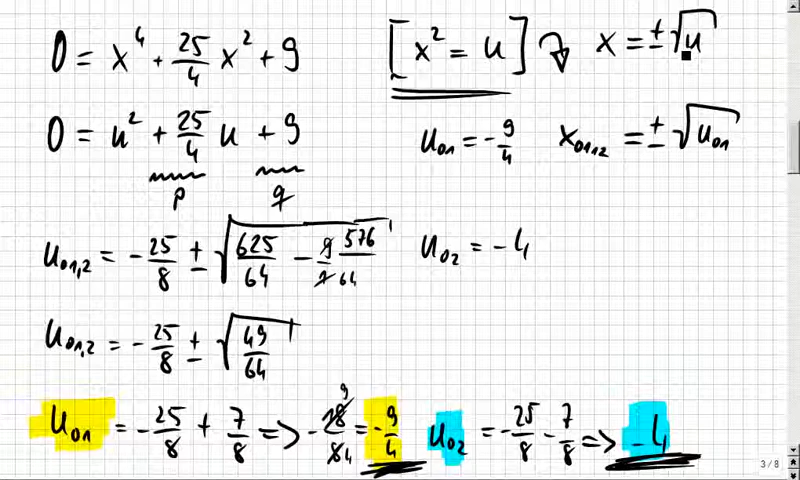 0 = x⁴ + 25/4 x² + 9 [x² = u] x = ±√u
0 = u² + 25/4 u + 9 u₀₁ = -9/4 x₀₁,₂ = ±√u₀₁
p q
u₀₁,₂ = -25/8 ± √625/64 - 9/1 576/64 u₀₂ = -4
u₀₁,₂ = -25/8 ± √49/64
u₀₁ = -25/8 + 7/8 => -18/84 9 = -9/4 u₀₂ = -25/8 - 7/8 => -4
3 / 8